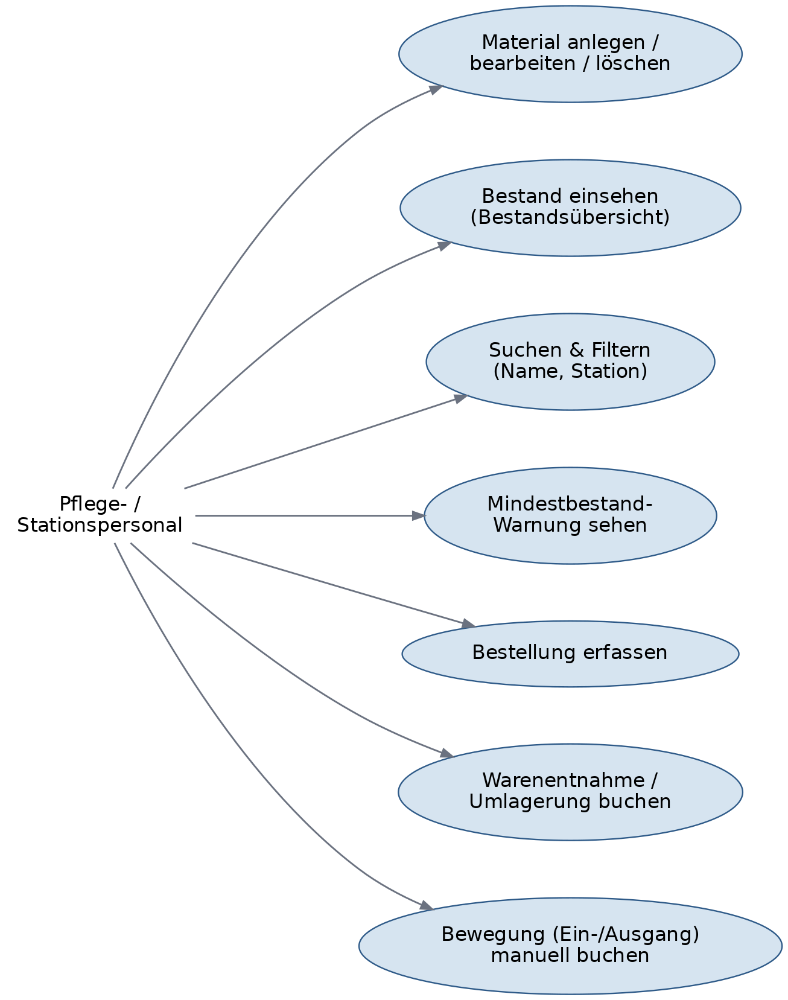 Material anlegen /
bearbeiten / löschen
Bestand einsehen
(Bestandsübersicht)
Suchen & Filtern
(Name, Station)
Pflege- /
Stationspersonal
Mindestbestand-
Warnung sehen
Bestellung erfassen
Warenentnahme /
Umlagerung buchen
Bewegung (Ein-/Ausgang)
manuell buchen